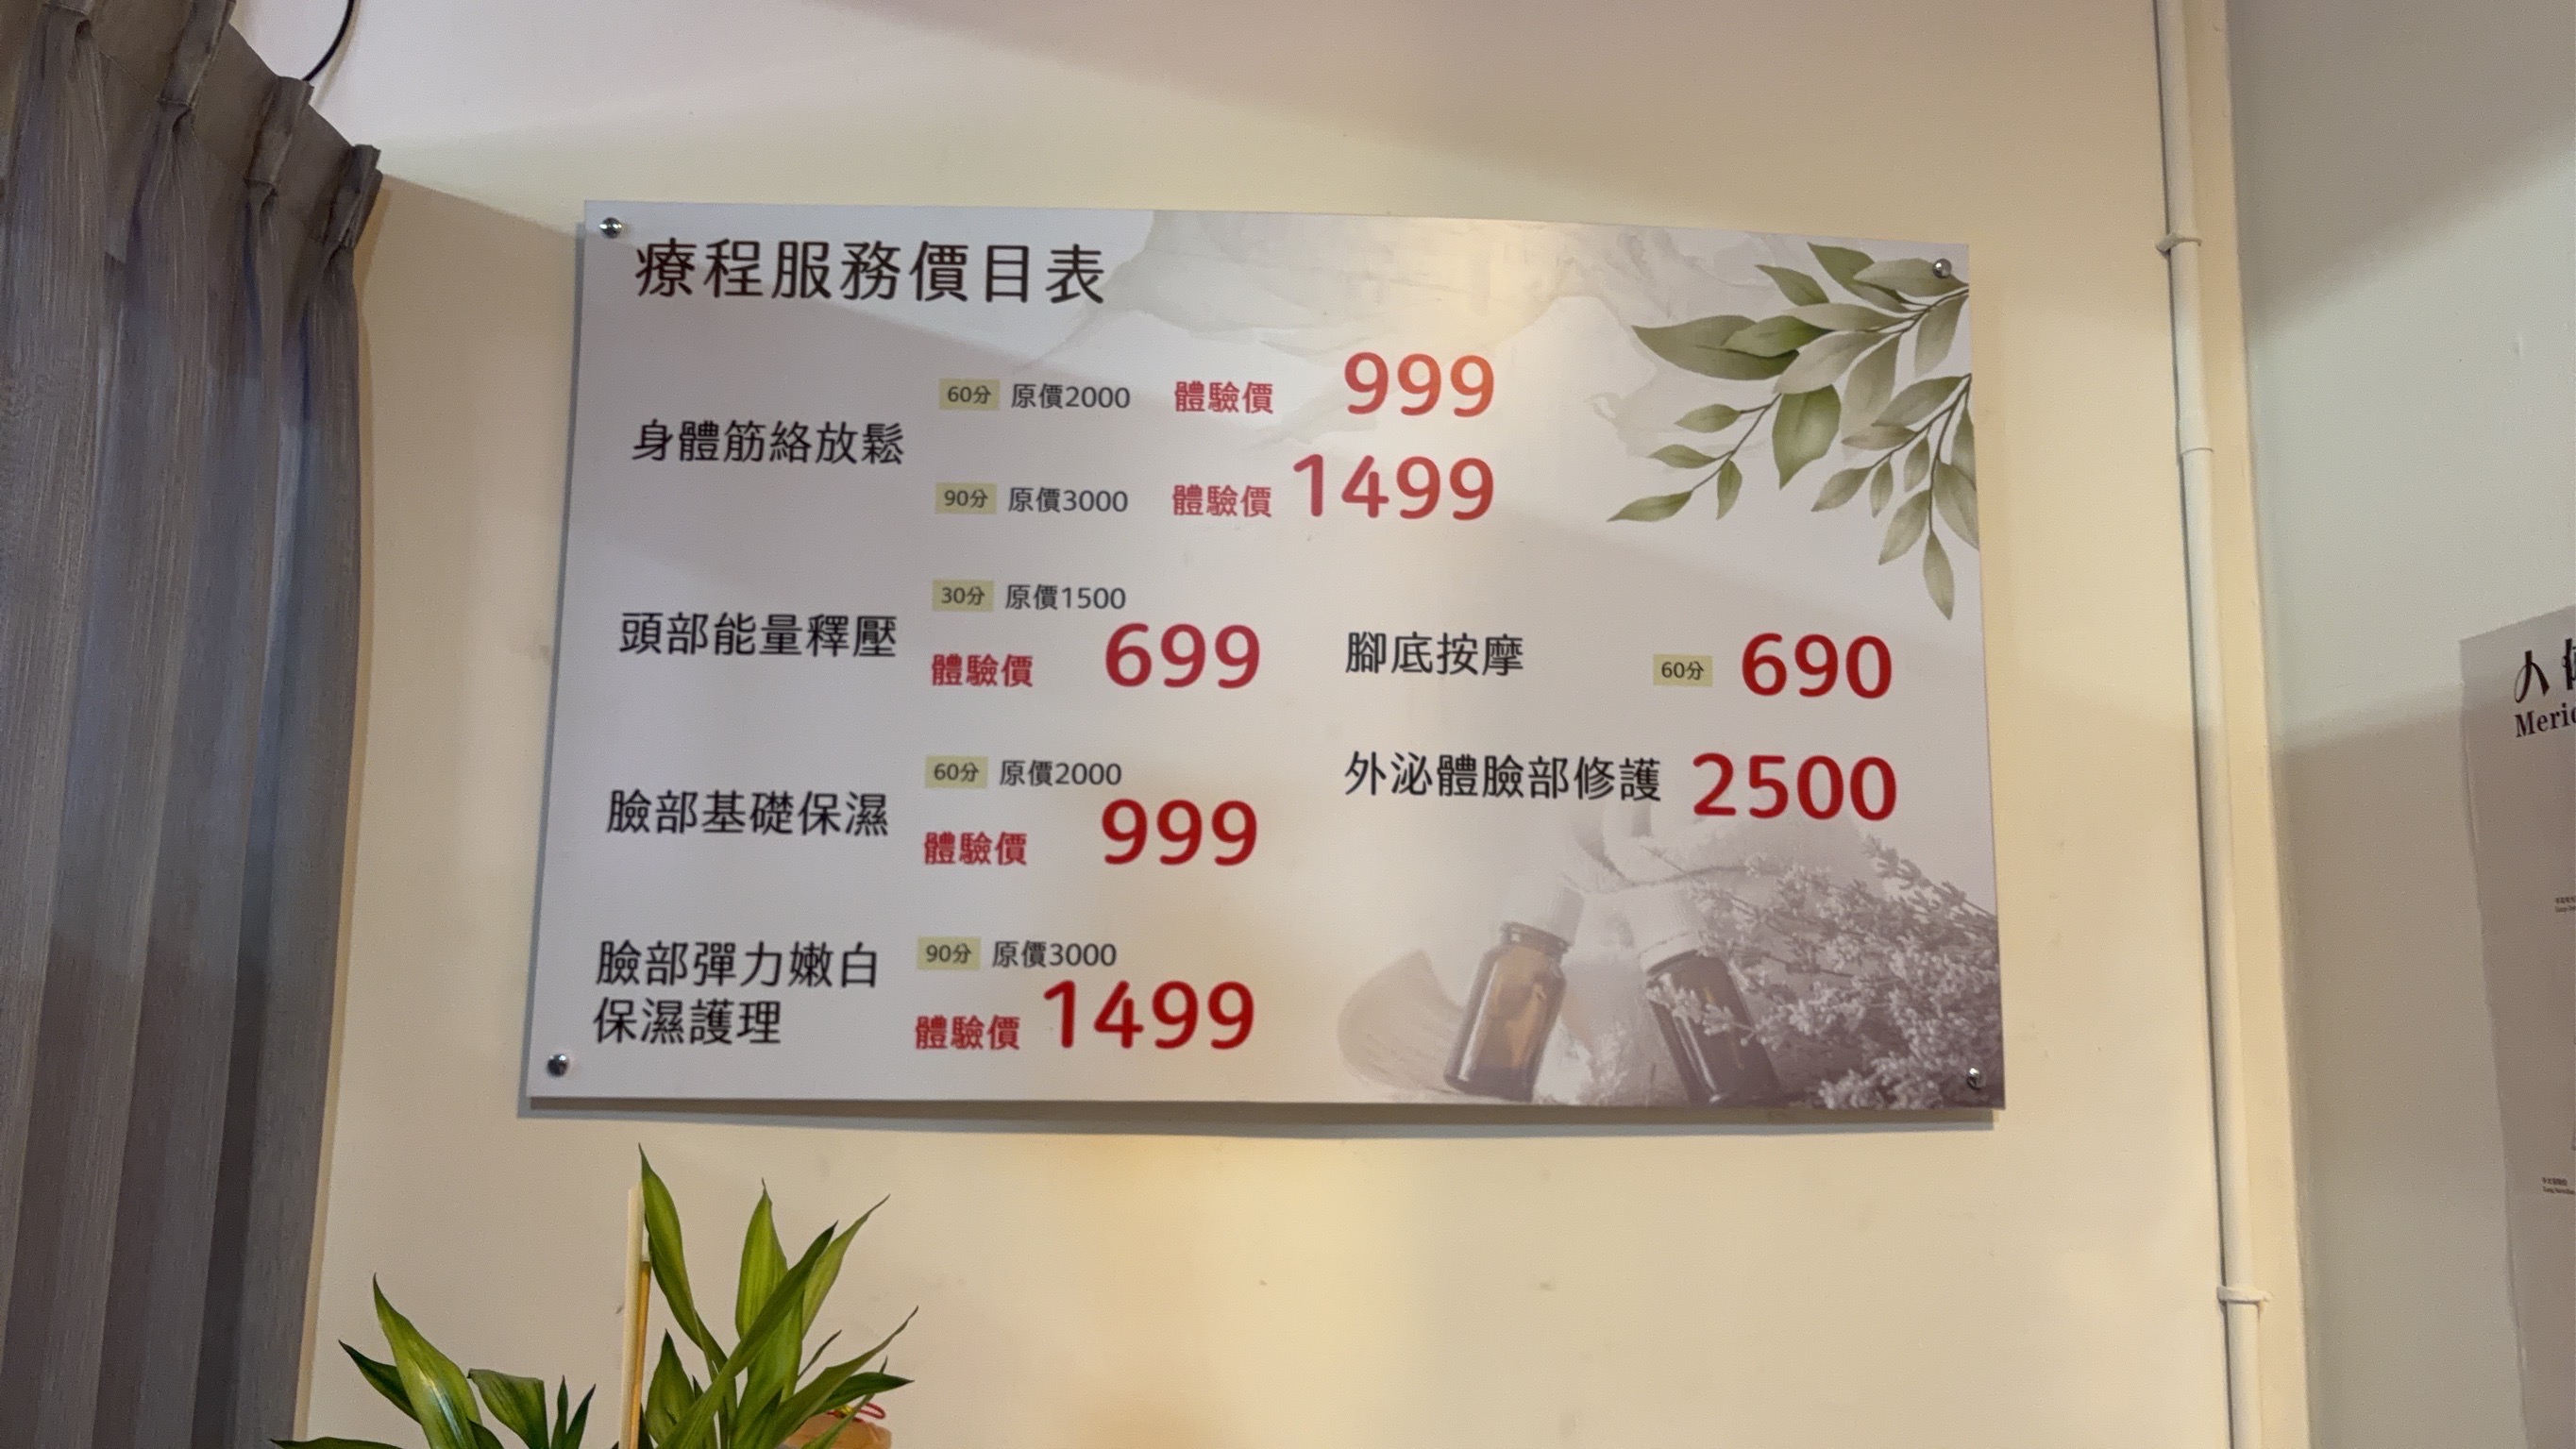 療程服務價目表
身體筋絡放鬆
60分 原價2000 體驗價 999
90分 原價3000 體驗價 1499
頭部能量釋壓
30分 原價1500
體驗價 699
腳底按摩 60分 690
臉部基礎保濕
60分 原價2000
體驗價 999
外泌體臉部修護 2500
臉部彈力嫩白
保濕護理
90分 原價3000
體驗價 1499
人
Meri